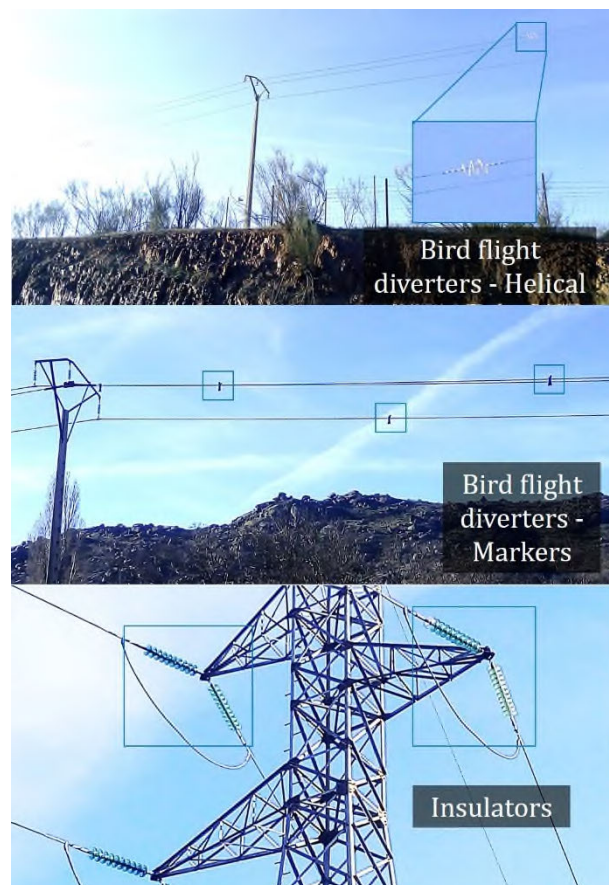 Bird flight
diverters - Helical
Bird flight
diverters -
Markers
Insulators